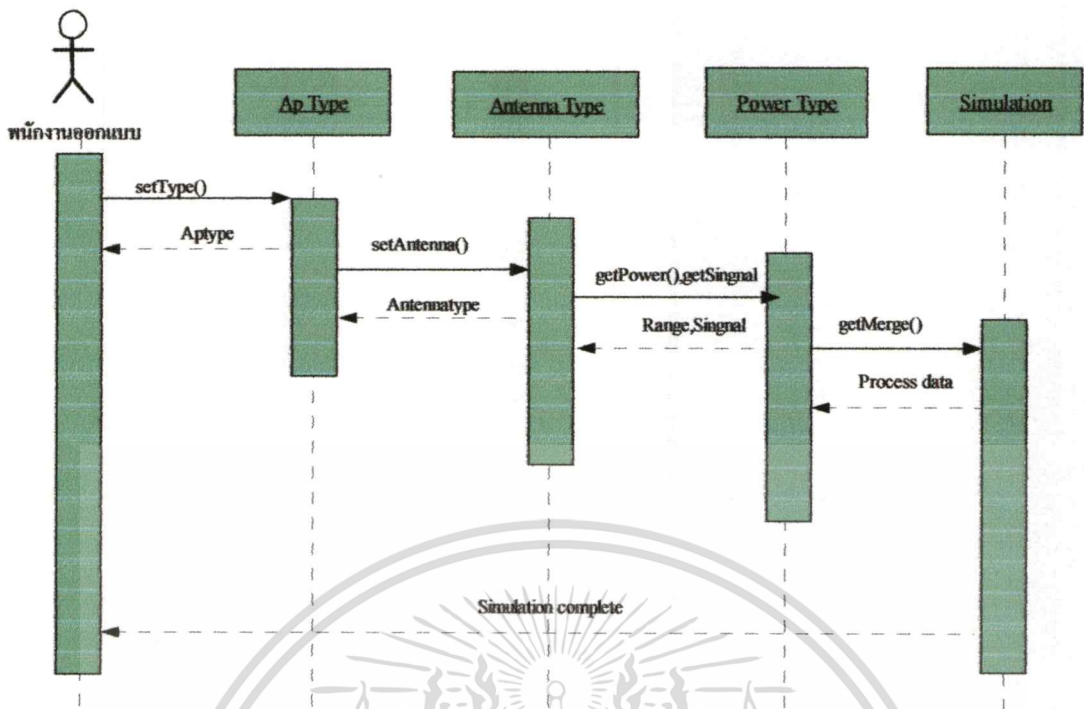 Ap Type
Antenna Type
Power Type
Simulation
พนักงานออกแบบ
setType()
Aptype
setAntenna()
getPower(),getSingnal
Antennatype
Range,Singnal
getMerge()
Process data
Simulation complete